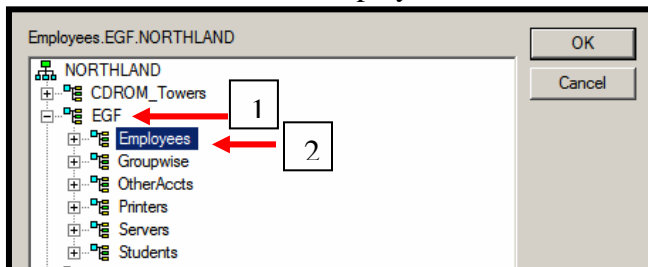 Employees.EGF.NORTHLAND
OK
NORTHLAND
Cancel
CDROM_Towers
1
EGF
Employees
2
Groupwise
OtherAccts
Printers
Servers
Students